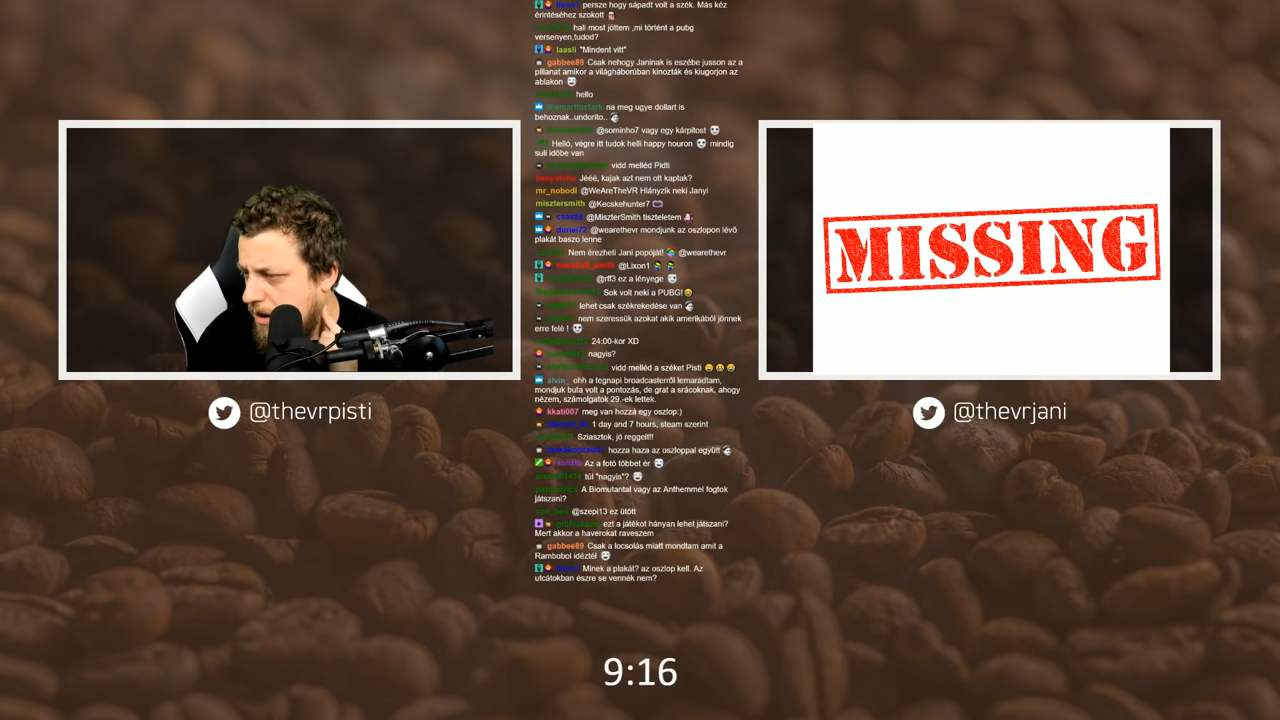 persze hogy sápadt volt a szék. Más kéz
érintéséhez szokott
hali most jöttem ,mi történt a pubg
versenyen,tudod?
laasli "Mindent vitt"
gabbee89 Csak nehogy Janinak is eszébe jusson az a
pillanat amikor a világháborúban kínozták és kiugorjon az
ablakon
hello
themartinstark na meg ugye dollart is
behoznak..undorito..
@sominho7 vagy egy kárpitost
Helló, végre itt tudok helli happy houron mindig
suli időbe van
vidd melléd Pidti
Jééé, kajak azt nem ott kaptak?
mr_nobodi @WeAreTheVR Hiányzik neki Janyi
misztersmith @Kecskehunter7
csaszit @MiszterSmith tiszteletem
duriel72 @wearethevr mondjunk az oszlopon lévő
plakát baszó lenne
Nem érezheti Jani popóját! @wearethevr
@Lixon1
@rff3 ez a lényege
Sok volt neki a PUBG!
lehet csak székrekedése van
nem szeressük azokat akik amerikából jönnek
erre felè !
24:00-kor XD
nagyis?
vidd melléd a széket Pisti
alvin_ ohh a tegnapi broadcasterről lemaradtam,
mondjuk buta volt a pontozás, de grat a srácoknak, ahogy
nézem, számolgatok 29.-ek lettek.
kkati007 meg van hozzá egy oszlop:)
1 day and 7 hours, steam szerint
Sziasztok, jó reggelt!!
hozza haza az oszloppal együtt
Az a fotó többet ér
túl "nagyis"?
A Biomutantal vagy az Anthemmel fogtok
játszani?
@szepi13 ez ütött
ezt a játékot hányan lehet játszani?
Mert akkor a haverokat raveszem
gabbee89 Csak a locsolás miatt mondtam amit a
Rambobol idéztél
Minek a plakát? az oszlop kell. Az
utcátokban észre se vennék nem?
MISSING
@thevrpisti
@thevrjani
9:16